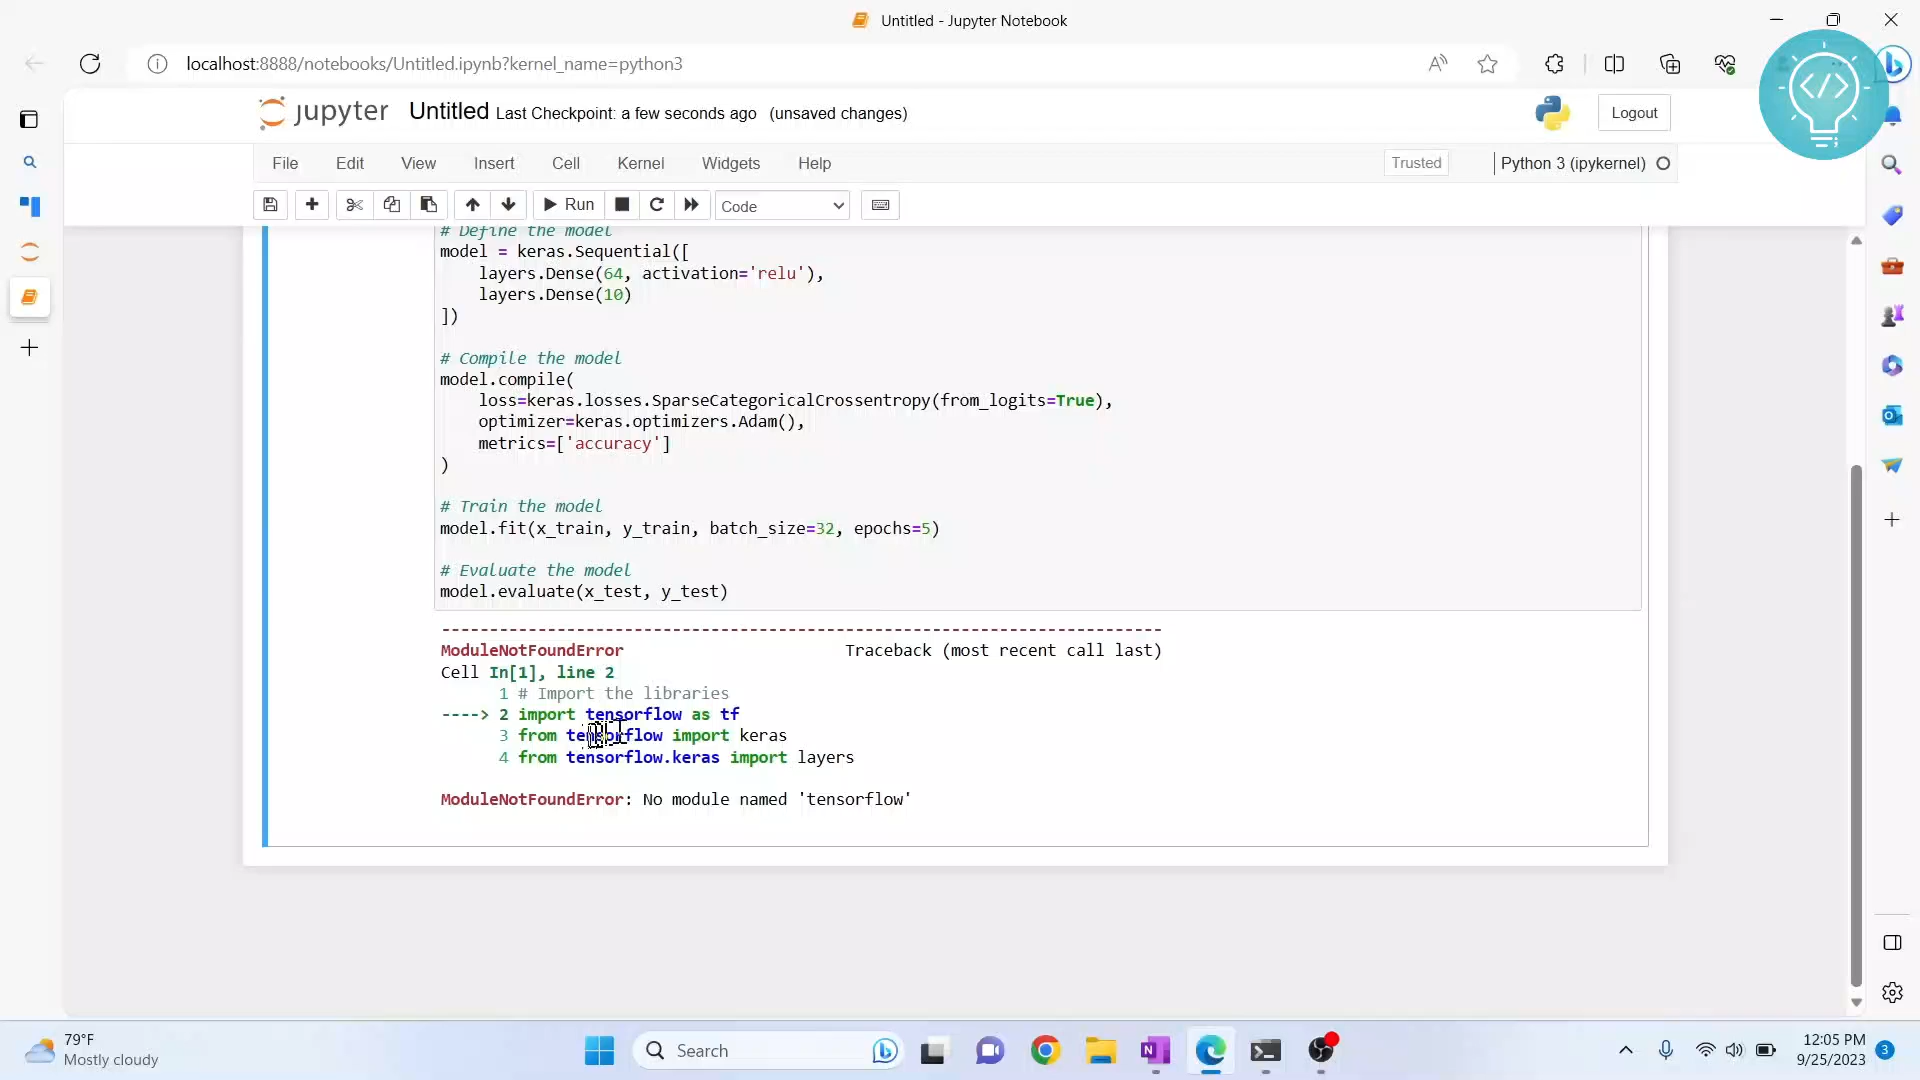 Untitled - Jupyter Notebook
localhost:8888/notebooks/Untitled.ipynb?kernel_name=python3
jupyter Untitled Last Checkpoint: a few seconds ago (unsaved changes)
Logout
File Edit View Insert Cell Kernel Widgets Help
Trusted
Python 3 (ipykernel)
Run
Code
# Define the model
model = keras.Sequential([
    layers.Dense(64, activation='relu'),
    layers.Dense(10)
])
# Compile the model
model.compile(
    loss=keras.losses.SparseCategoricalCrossentropy(from_logits=True),
    optimizer=keras.optimizers.Adam(),
    metrics=['accuracy']
)
# Train the model
model.fit(x_train, y_train, batch_size=32, epochs=5)
# Evaluate the model
model.evaluate(x_test, y_test)
---------------------------------------------------------------------------
ModuleNotFoundError                       Traceback (most recent call last)
Cell In[1], line 2
      1 # Import the libraries
----> 2 import tensorflow as tf
      3 from tensorflow import keras
      4 from tensorflow.keras import layers
ModuleNotFoundError: No module named 'tensorflow'
79°F
Mostly cloudy
Search
12:05 PM
9/25/2023
3